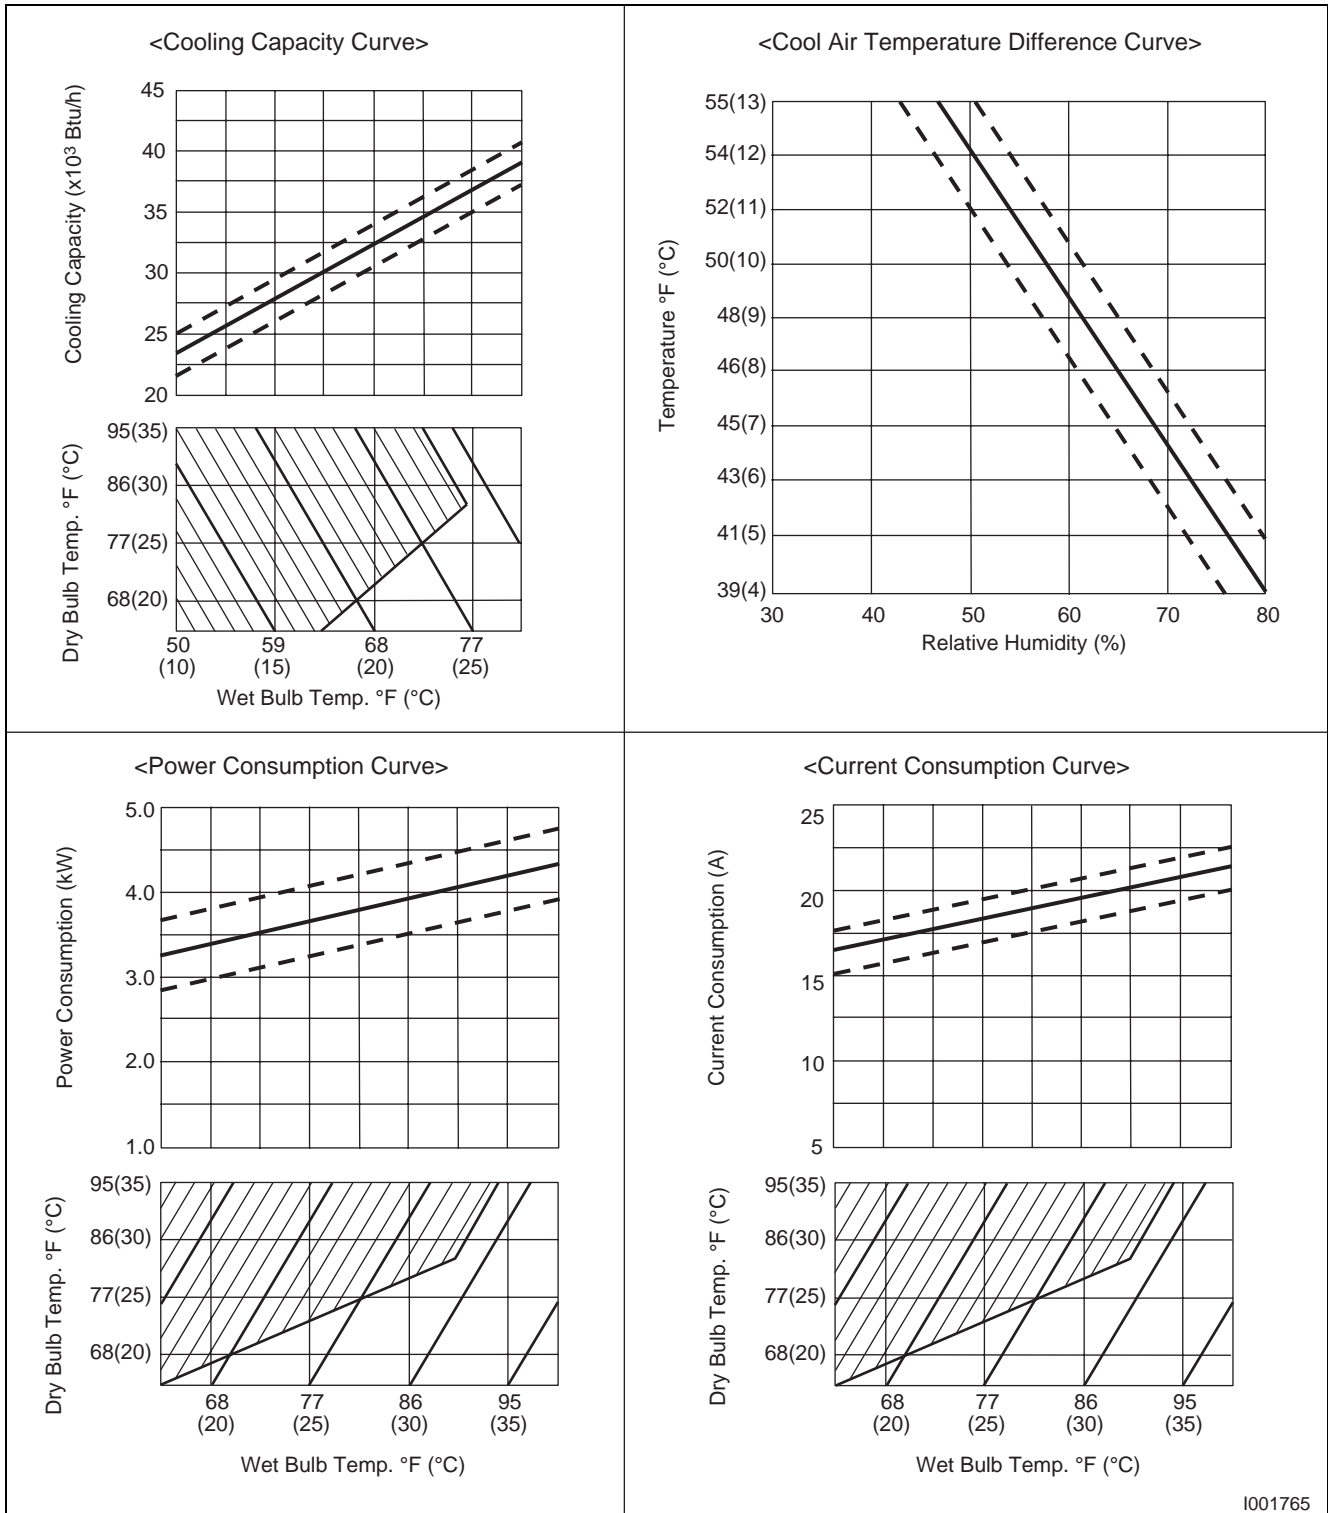 <Cooling Capacity Curve>
Cooling Capacity (x10³ Btu/h)
45
40
35
30
25
20
Dry Bulb Temp. °F (°C)
95(35)
86(30)
77(25)
68(20)
50 59 68 77
(10) (15) (20) (25)
Wet Bulb Temp. °F (°C)
<Cool Air Temperature Difference Curve>
Temperature °F (°C)
55(13)
54(12)
52(11)
50(10)
48(9)
46(8)
45(7)
43(6)
41(5)
39(4)
30 40 50 60 70 80
Relative Humidity (%)
<Power Consumption Curve>
Power Consumption (kW)
5.0
4.0
3.0
2.0
1.0
Dry Bulb Temp. °F (°C)
95(35)
86(30)
77(25)
68(20)
68 77 86 95
(20) (25) (30) (35)
Wet Bulb Temp. °F (°C)
<Current Consumption Curve>
Current Consumption (A)
25
20
15
10
5
Dry Bulb Temp. °F (°C)
95(35)
86(30)
77(25)
68(20)
68 77 86 95
(20) (25) (30) (35)
Wet Bulb Temp. °F (°C)
I001765